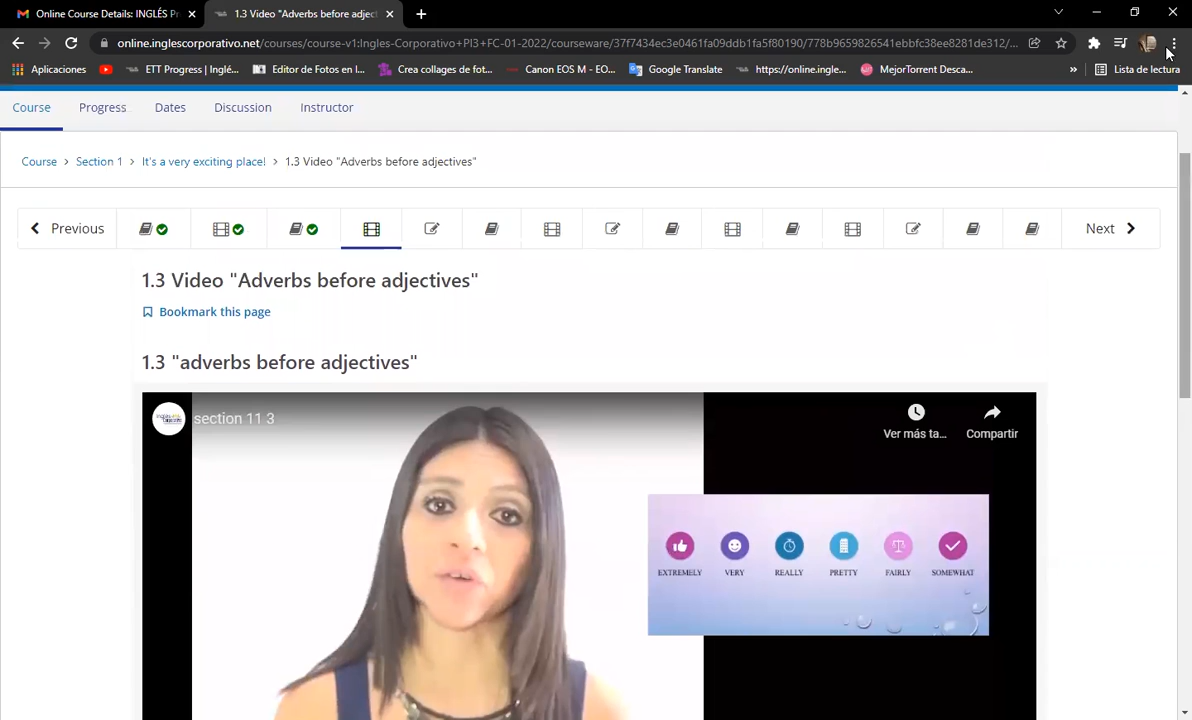 Online Course Details: INGLÉS Pr
1.3 Video "Adverbs before adject
online.inglescorporativo.net/courses/course-v1:Ingles-Corporativo+PI3+FC-01-2022/courseware/37f7434ec3e0461fa09ddb1fa5f80190/778b9659826541ebbfc38ee8281de312/...
Aplicaciones
ETT Progress | Inglé...
Editor de Fotos en l...
Crea collages de fot...
Canon EOS M - EO...
Google Translate
https://online.ingle...
MejorTorrent Desca...
»
Lista de lectura
Course
Progress
Dates
Discussion
Instructor
Course > Section 1 > It's a very exciting place! > 1.3 Video "Adverbs before adjectives"
Previous
Next
1.3 Video "Adverbs before adjectives"
Bookmark this page
1.3 "adverbs before adjectives"
section 11 3
Ver más ta...
Compartir
EXTREMELY VERY REALLY PRETTY FAIRLY SOMEWHAT